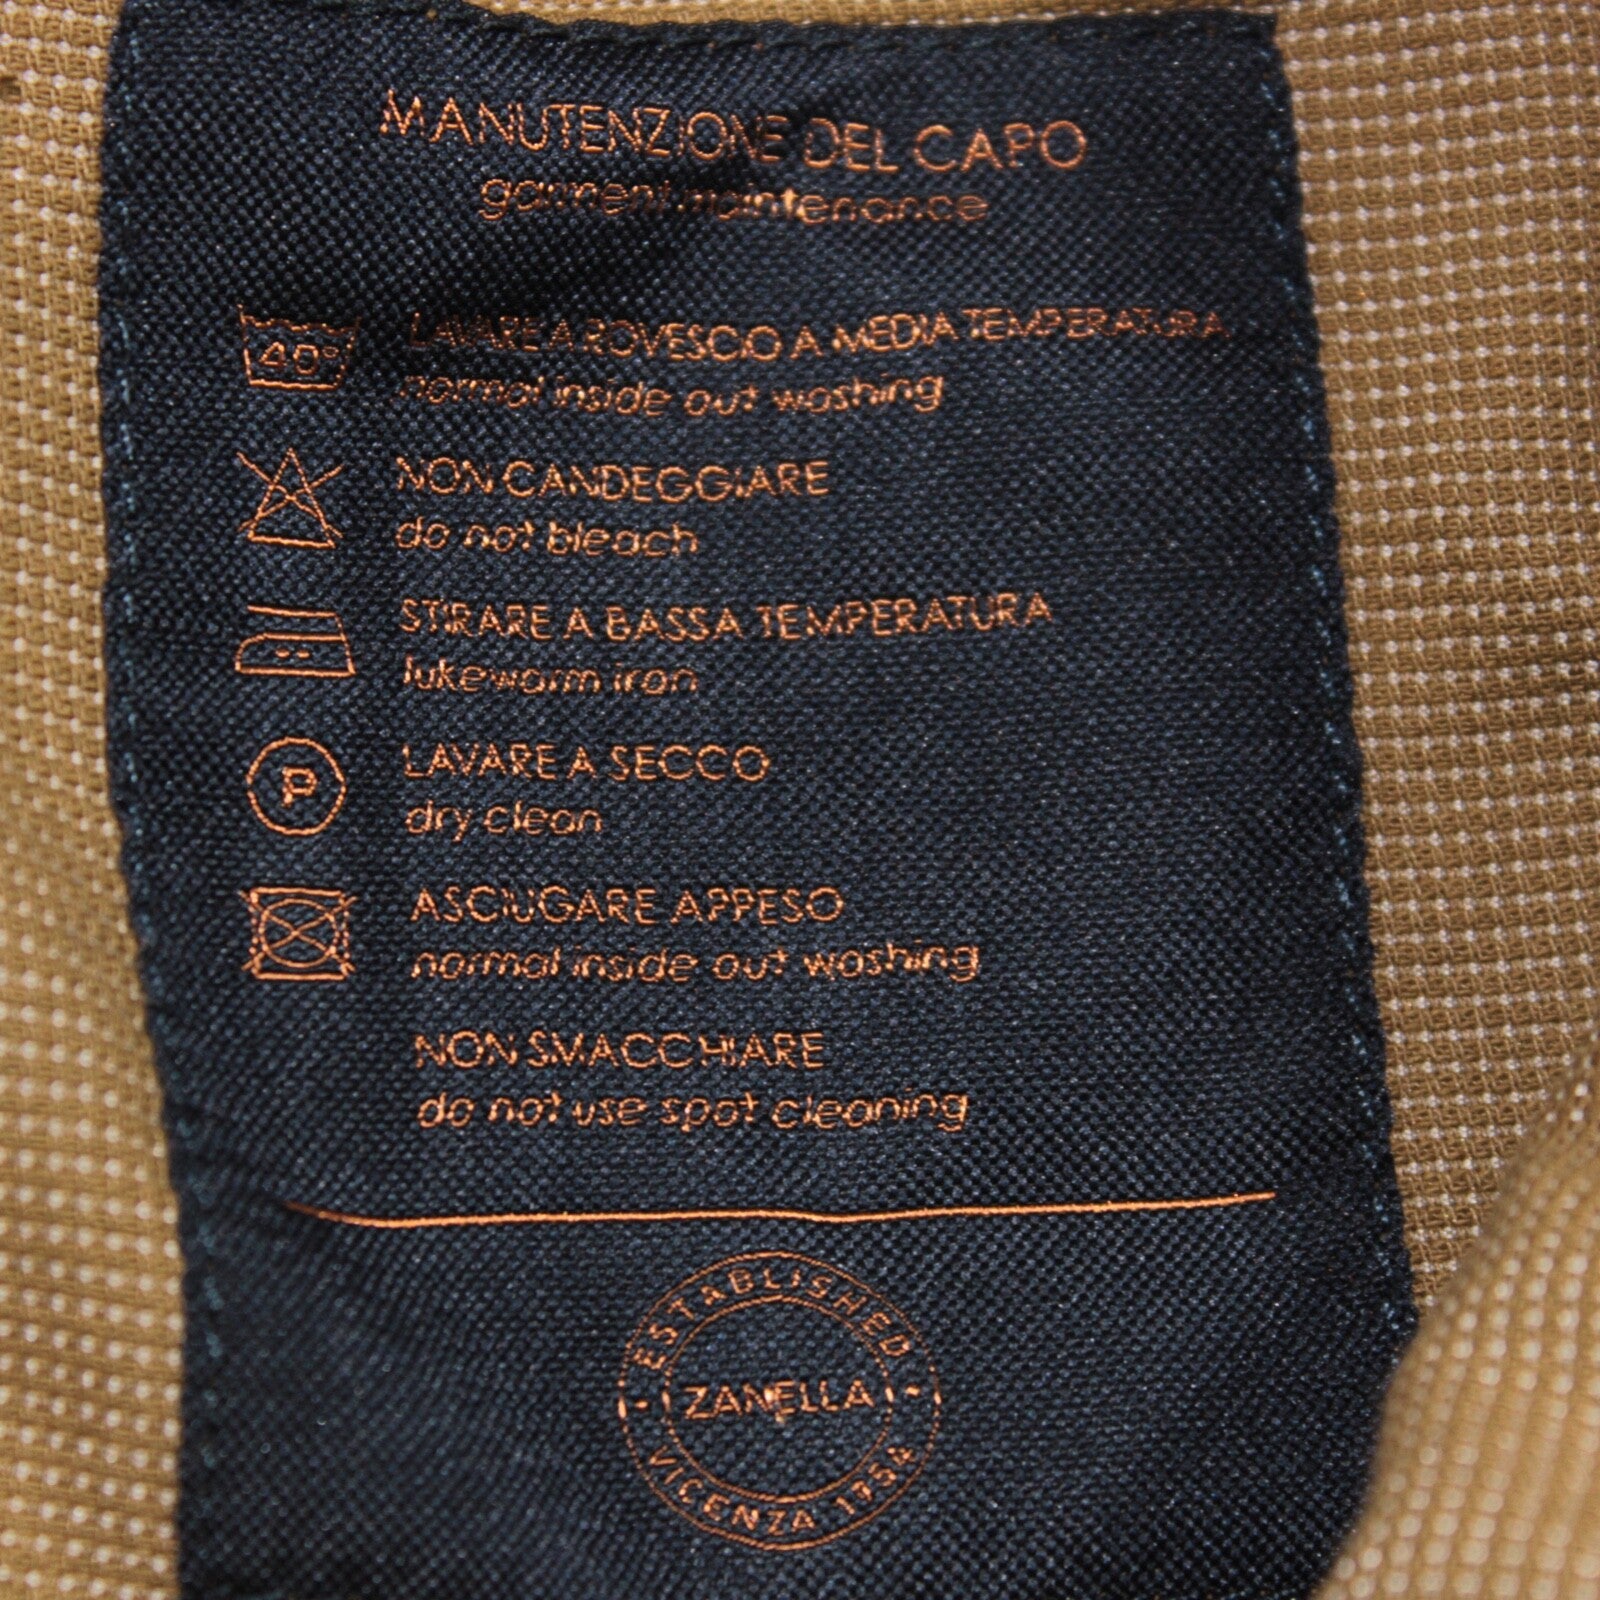 MANUTENZIONE DEL CAPO
garment maintenance
40°
LAVARE A ROVESCIO A MEDIA TEMPERATURA
normal inside out washing
NON CANDEGGIARE
do not bleach
STIRARE A BASSA TEMPERATURA
lukewarm iron
P
LAVARE A SECCO
dry clean
ASCIUGARE APPESO
normal inside out washing
NON SMACCHIARE
do not use spot cleaning
ESTABLISHED
ZANELLA
VICENZA 1954